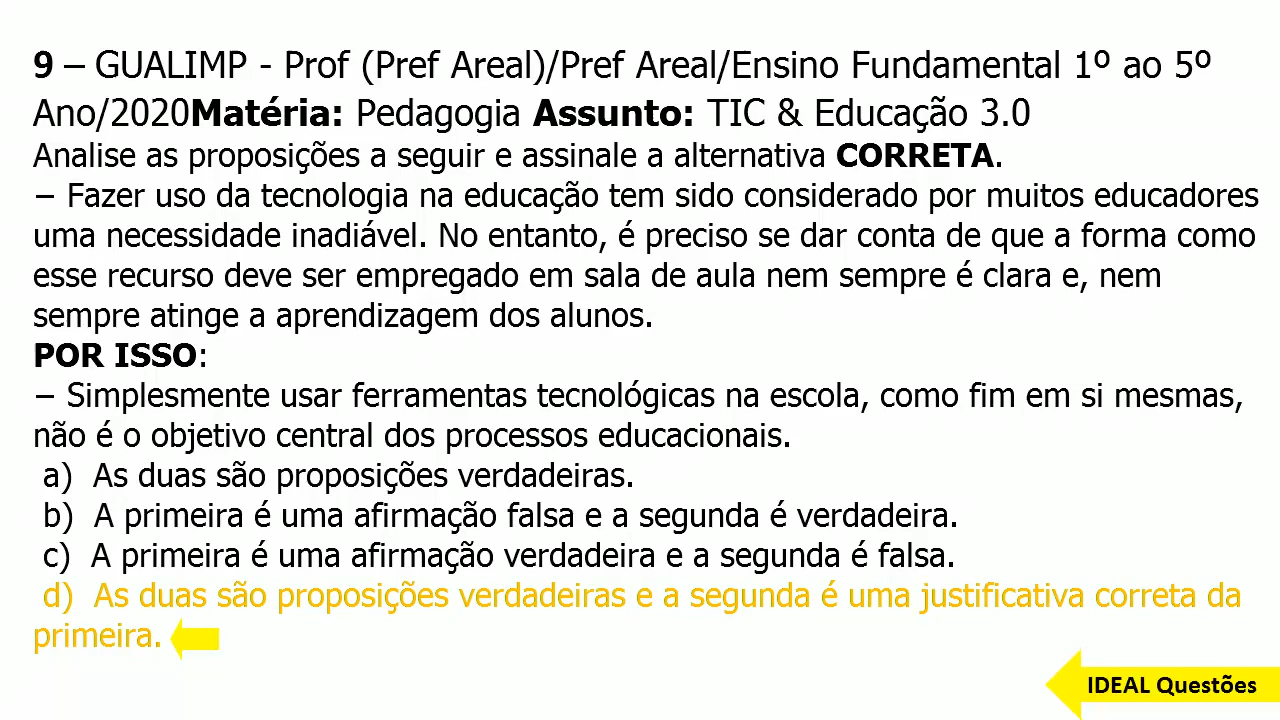 9 – GUALIMP - Prof (Pref Areal)/Pref Areal/Ensino Fundamental 1º ao 5º
Ano/2020Matéria: Pedagogia Assunto: TIC & Educação 3.0
Analise as proposições a seguir e assinale a alternativa CORRETA.
− Fazer uso da tecnologia na educação tem sido considerado por muitos educadores
uma necessidade inadiável. No entanto, é preciso se dar conta de que a forma como
esse recurso deve ser empregado em sala de aula nem sempre é clara e, nem
sempre atinge a aprendizagem dos alunos.
POR ISSO:
− Simplesmente usar ferramentas tecnológicas na escola, como fim em si mesmas,
não é o objetivo central dos processos educacionais.
a) As duas são proposições verdadeiras.
b) A primeira é uma afirmação falsa e a segunda é verdadeira.
c) A primeira é uma afirmação verdadeira e a segunda é falsa.
d) As duas são proposições verdadeiras e a segunda é uma justificativa correta da
primeira.
IDEAL Questões